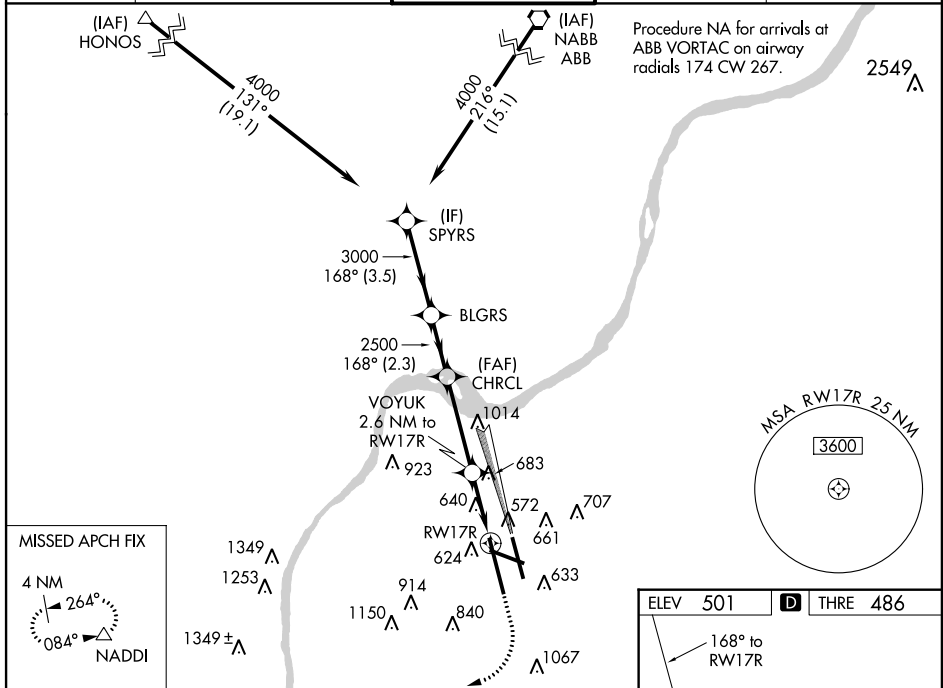 (IAF)
HONOS
(IAF)
NABB
ABB
Procedure NA for arrivals at
ABB VORTAC on airway
radials 174 CW 267.
2549
4000
131°
(19.1)
4000
216°
(15.1)
(IF)
SPYRS
3000
168° (3.5)
BLGRS
2500
168° (2.3)
(FAF)
CHRCL
VOYUK
2.6 NM to
RW17R
1014
923
683
640
572
707
661
RW17R
624
633
1349
1253
914
1150
840
1349 ±
1067
MSA RW17R 25 NM
3600
MISSED APCH FIX
4 NM
264°
084°
NADDI
ELEV 501 D THRE 486
168° to
RW17R